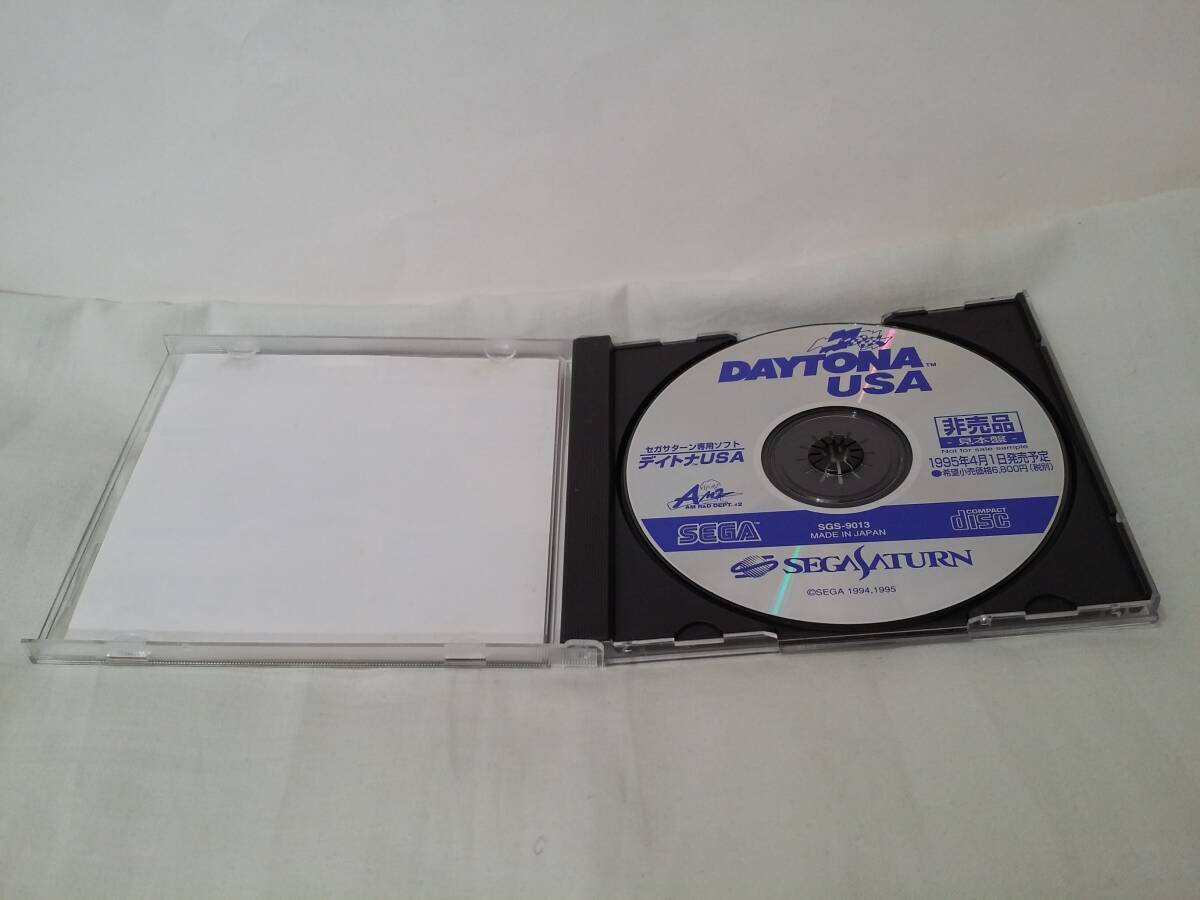 DAYTONA™
USA
セガサターン専用ソフト
デイトナUSA
非売品
- 見本盤 -
Not for sale sample
1995年4月1日発売予定
●希望小売価格6,800円(税別)
AM2
AM R&D DEPT. #2
SEGA™
SGS-9013
MADE IN JAPAN
COMPACT
disc
SEGA SATURN
©SEGA 1994,1995